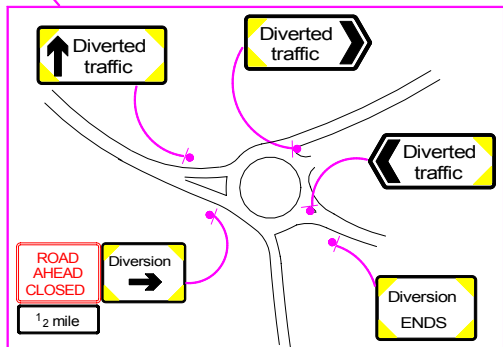 Diverted
traffic
Diverted
traffic
Diverted
traffic
ROAD
AHEAD
CLOSED
1/2 mile
Diversion
Diversion
ENDS